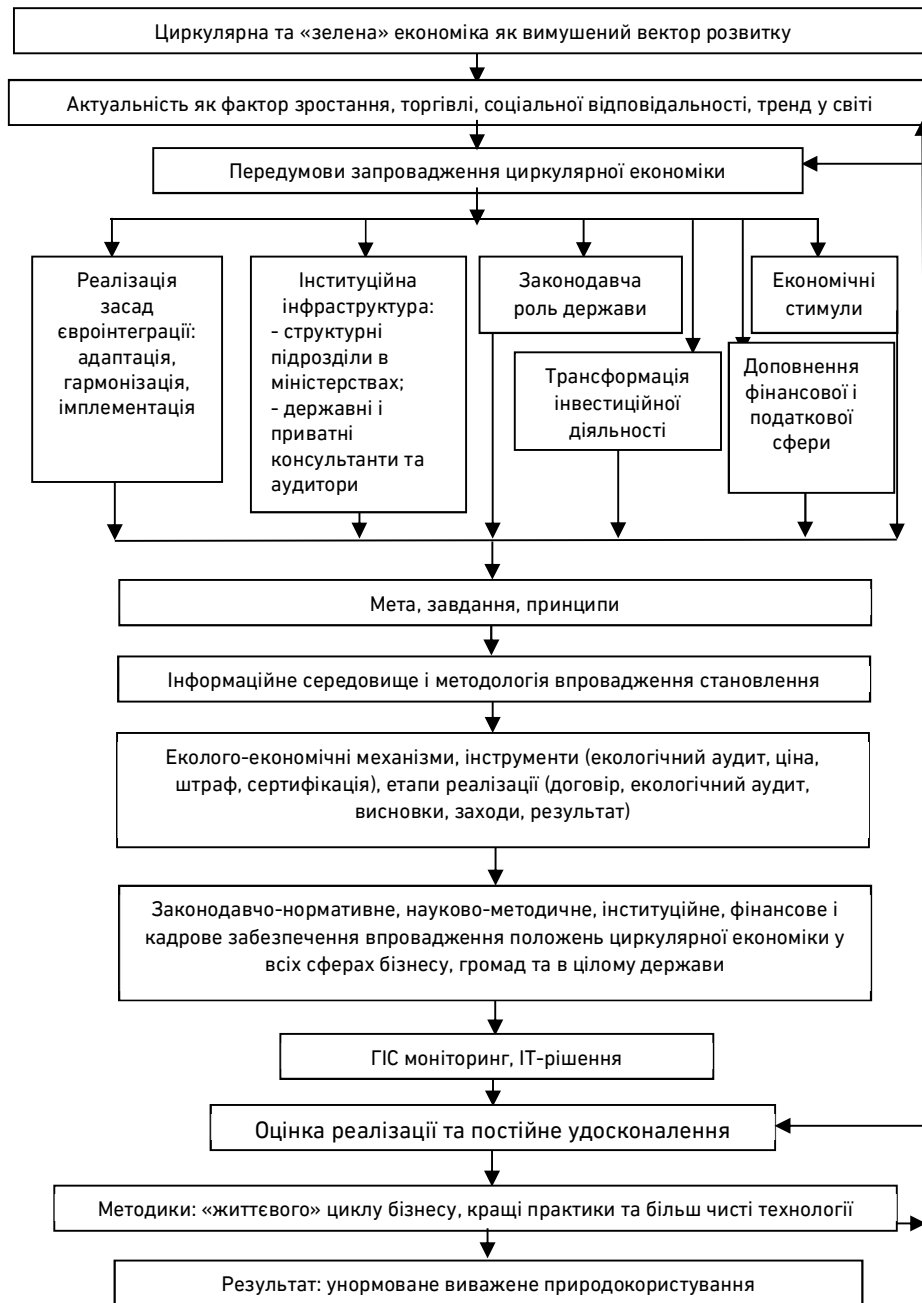 Циркулярна та «зелена» економіка як вимушений вектор розвитку
Актуальність як фактор зростання, торгівлі, соціальної відповідальності, тренд у світі
Передумови запровадження циркулярної економіки
Реалізація
засад
євроінтеграції:
адаптація,
гармонізація,
імплементація
Інституційна
інфраструктура:
- структурні
підрозділи в
міністерствах;
- державні і
приватні
консультанти та
аудитори
Законодавча
роль держави
Економічні
стимули
Трансформація
інвестиційної
діяльності
Доповнення
фінансової і
податкової
сфери
Мета, завдання, принципи
Інформаційне середовище і методологія впровадження становлення
Еколого-економічні механізми, інструменти (екологічний аудит, ціна,
штраф, сертифікація), етапи реалізації (договір, екологічний аудит,
висновки, заходи, результат)
Законодавчо-нормативне, науково-методичне, інституційне, фінансове і
кадрове забезпечення впровадження положень циркулярної економіки у
всіх сферах бізнесу, громад та в цілому держави
ГІС моніторинг, ІТ-рішення
Оцінка реалізації та постійне удосконалення
Методики: «життєвого» циклу бізнесу, кращі практики та більш чисті технології
Результат: унормоване виважене природокористування